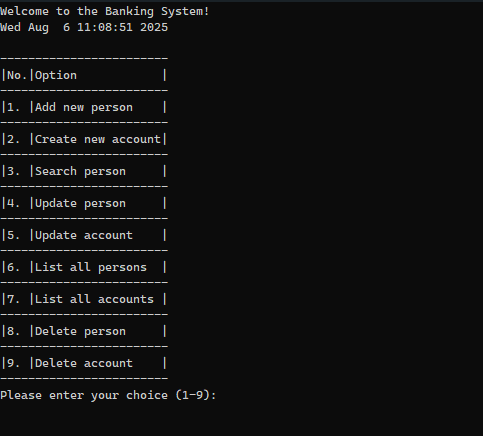 Welcome to the Banking System!
Wed Aug  6 11:08:51 2025
------------------------
|No.|Option            |
------------------------
|1. |Add new person    |
------------------------
|2. |Create new account|
------------------------
|3. |Search person     |
------------------------
|4. |Update person     |
------------------------
|5. |Update account    |
------------------------
|6. |List all persons  |
------------------------
|7. |List all accounts |
------------------------
|8. |Delete person     |
------------------------
|9. |Delete account    |
------------------------
Please enter your choice (1-9):